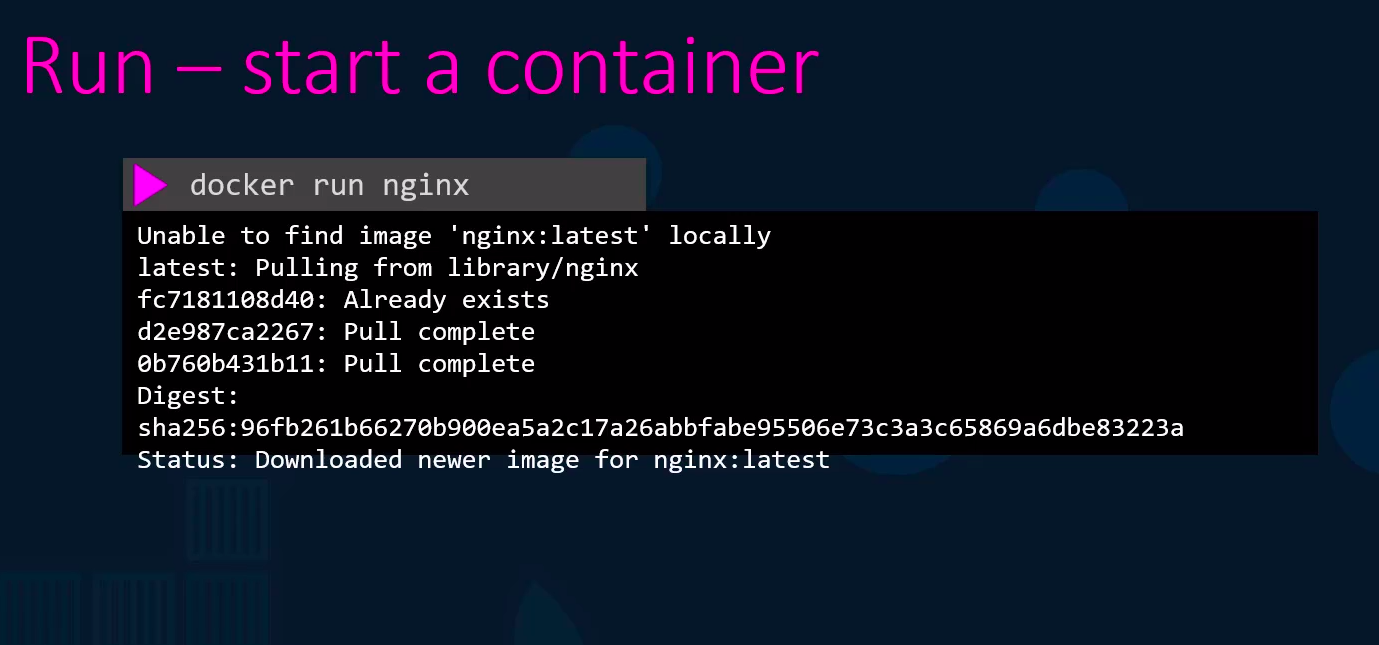 Run – start a container
docker run nginx
Unable to find image 'nginx:latest' locally
latest: Pulling from library/nginx
fc7181108d40: Already exists
d2e987ca2267: Pull complete
0b760b431b11: Pull complete
Digest:
sha256:96fb261b66270b900ea5a2c17a26abbfabe95506e73c3a3c65869a6dbe83223a
Status: Downloaded newer image for nginx:latest